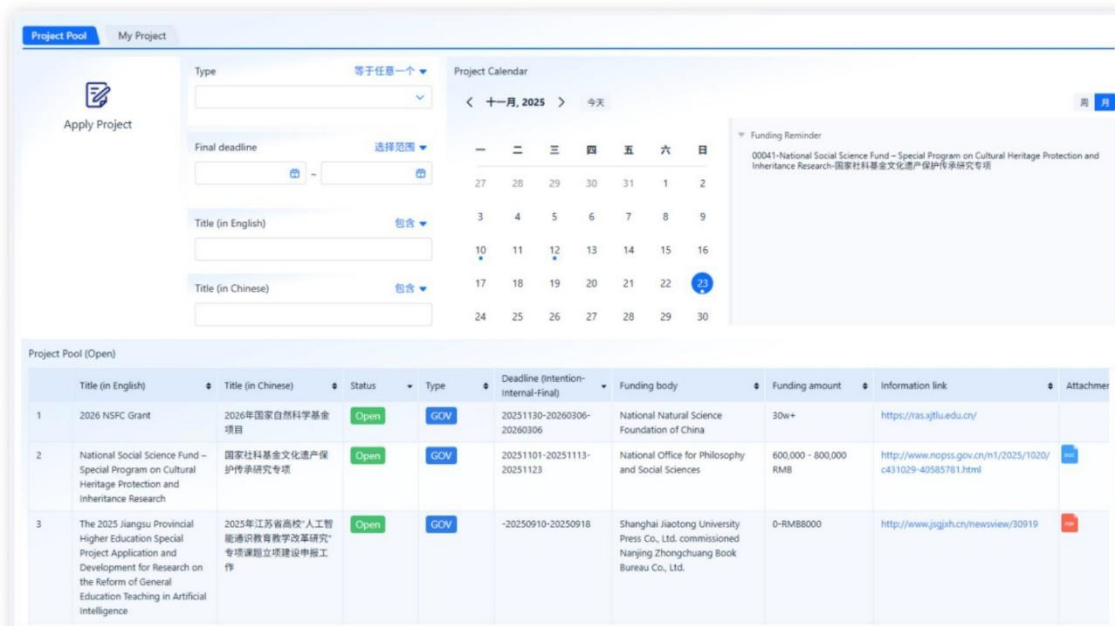 Project Pool
My Project
Apply Project
Type
等于任意一个
Final deadline
选择范围
~
Title (in English)
包含
Title (in Chinese)
包含
Project Calendar
十一月, 2025
今天
周 月
一 二 三 四 五 六 日
27 28 29 30 31 1 2
3 4 5 6 7 8 9
10 11 12 13 14 15 16
17 18 19 20 21 22 23
24 25 26 27 28 29 30
Funding Reminder
00041-National Social Science Fund – Special Program on Cultural Heritage Protection and
Inheritance Research-国家社科基金文化遗产保护传承研究专项
Project Pool (Open)
Title (in English)
Title (in Chinese)
Status
Type
Deadline (Intention-
Internal-Final)
Funding body
Funding amount
Information link
Attachmen
1
2026 NSFC Grant
2026年国家自然科学基金
项目
Open
GOV
20251130-20260306-
20260306
National Natural Science
Foundation of China
30w+
https://ras.xjtlu.edu.cn/
2
National Social Science Fund –
Special Program on Cultural
Heritage Protection and
Inheritance Research
国家社科基金文化遗产保
护传承研究专项
Open
GOV
20251101-20251113-
20251123
National Office for Philosophy
and Social Sciences
600,000 - 800,000
RMB
http://www.nopss.gov.cn/n1/2025/1020/
c431029-40585781.html
3
The 2025 Jiangsu Provincial
Higher Education Special
Project Application and
Development for Research on
the Reform of General
Education Teaching in Artificial
Intelligence
2025年江苏省高校"人工智
能通识教育教学改革研究"
专项课题立项建设申报工
作
Open
GOV
-20250910-20250918
Shanghai Jiaotong University
Press Co., Ltd. commissioned
Nanjing Zhongchuang Book
Bureau Co., Ltd.
0-RMB8000
http://www.jsgjxh.cn/newsview/30919